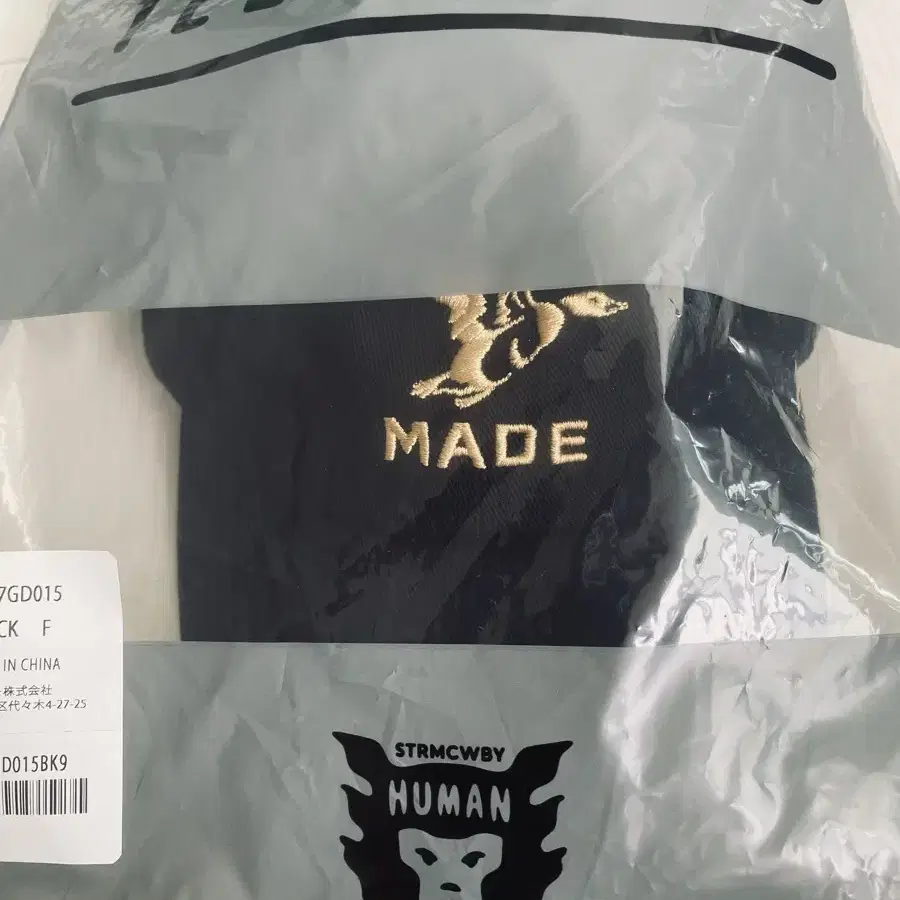 MADE
7GD015
CK F
IN CHINA
株式会社
区代々木4-27-25
D015BK9
STRMCWBY
HUMAN